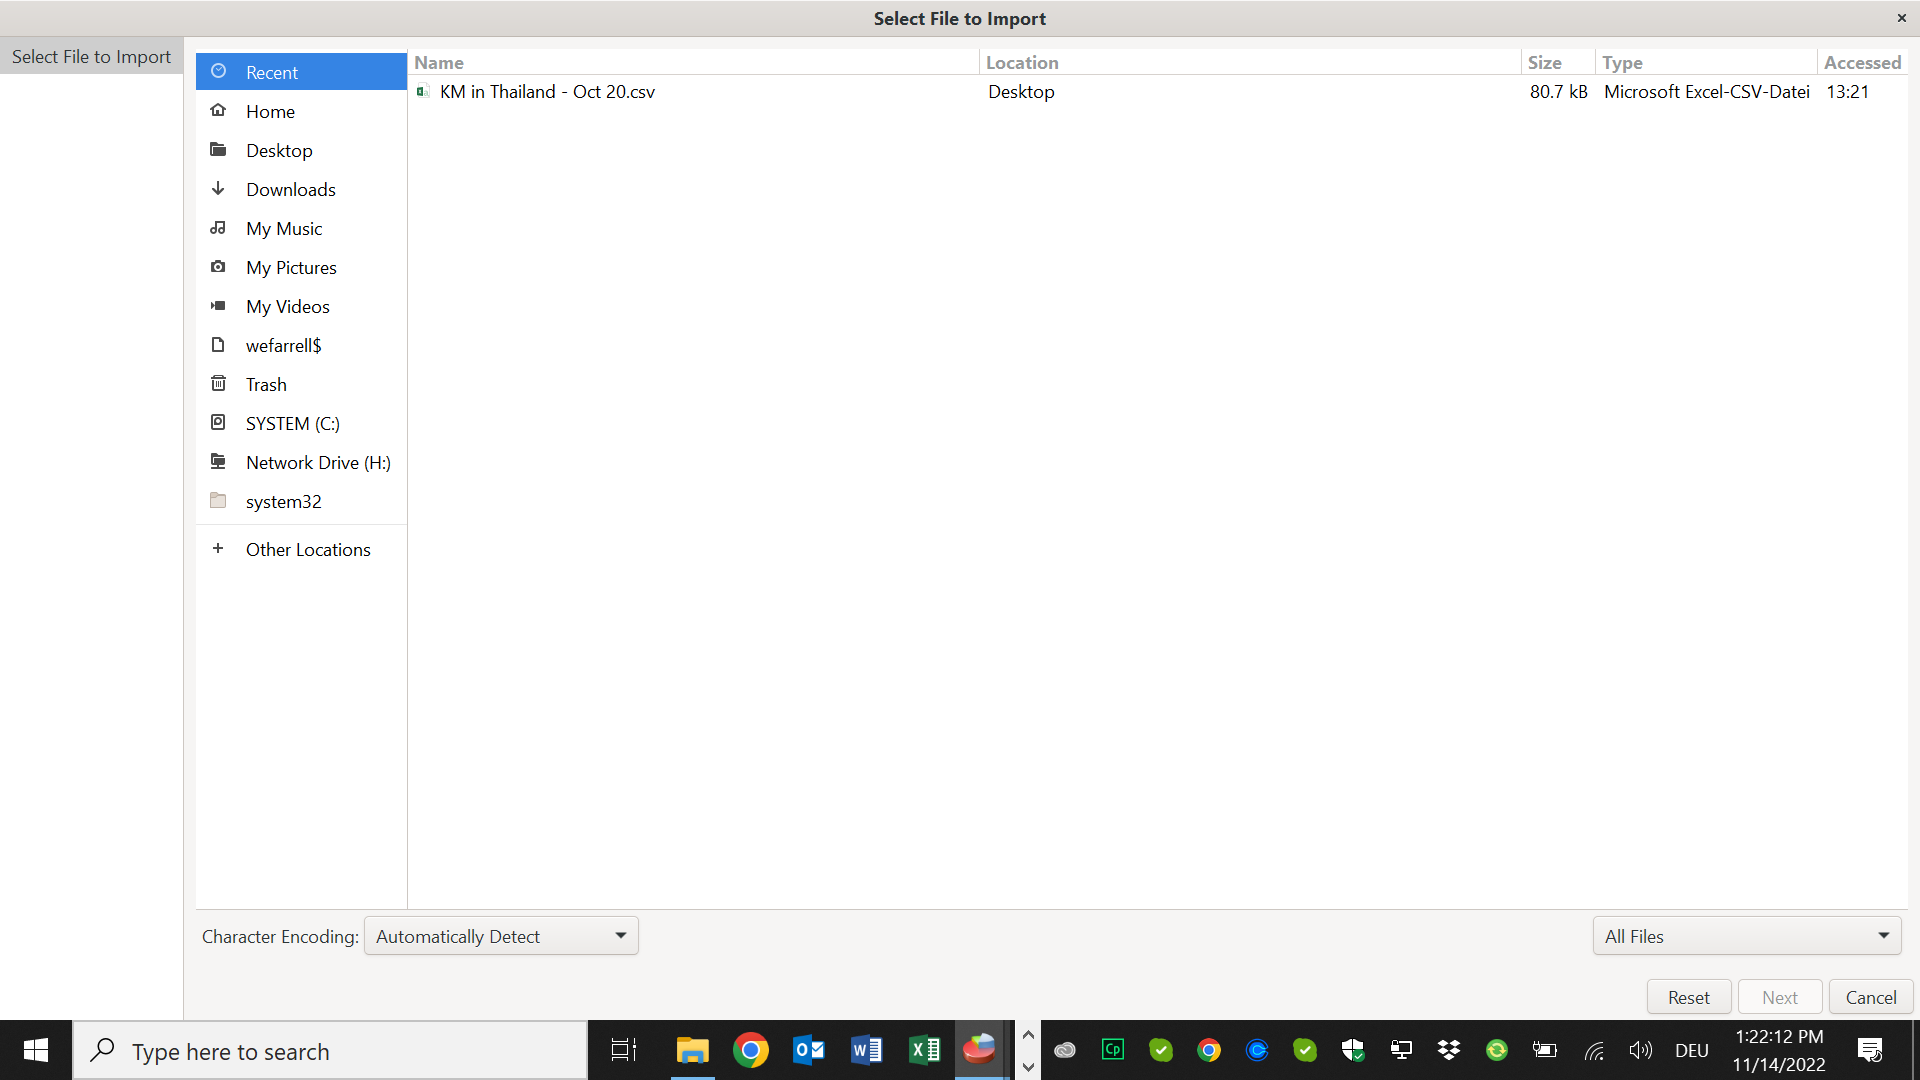 Select File to Import
×
Select File to Import
Recent
Home
Desktop
Downloads
My Music
My Pictures
My Videos
wefarrell$
Trash
SYSTEM (C:)
Network Drive (H:)
system32
+ Other Locations
Name Location Size Type Accessed
KM in Thailand - Oct 20.csv Desktop 80.7 kB Microsoft Excel-CSV-Datei 13:21
Character Encoding: Automatically Detect All Files
Reset Next Cancel
Type here to search
DEU
1:22:12 PM
11/14/2022